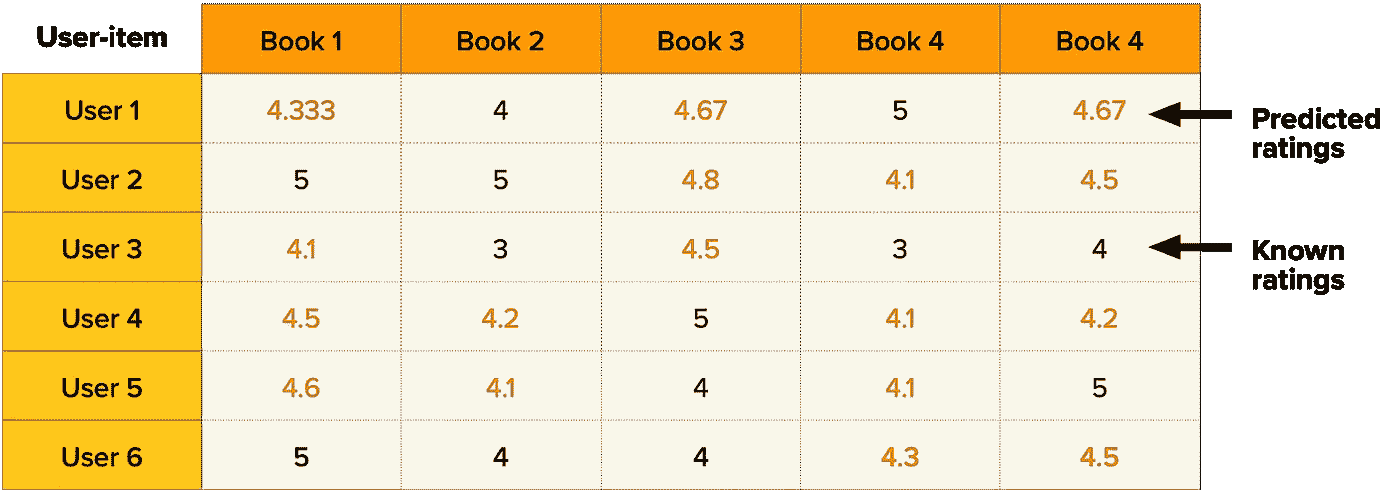 User-item Book 1 Book 2 Book 3 Book 4 Book 4
User 1 4.333 4 4.67 5 4.67
Predicted
ratings
User 2 5 5 4.8 4.1 4.5
User 3 4.1 3 4.5 3 4
Known
ratings
User 4 4.5 4.2 5 4.1 4.2
User 5 4.6 4.1 4 4.1 5
User 6 5 4 4 4.3 4.5